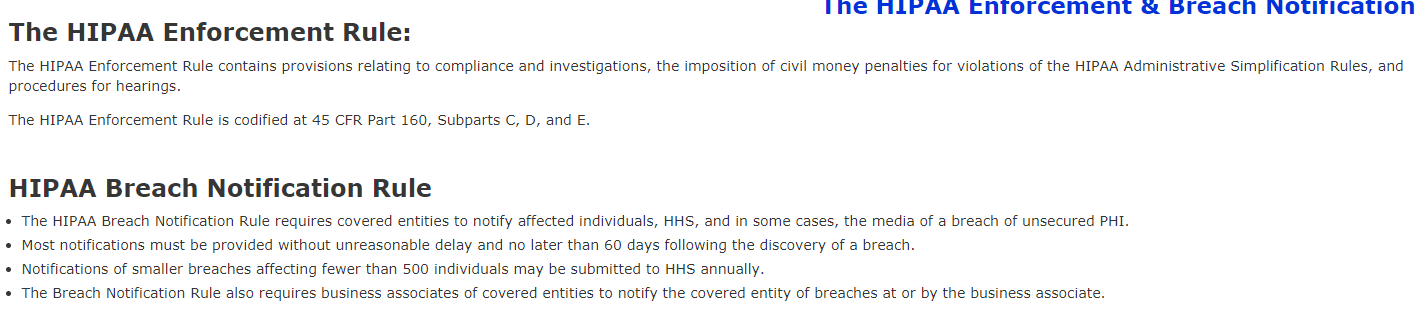 The HIPAA Enforcement & Breach Notification
The HIPAA Enforcement Rule:
The HIPAA Enforcement Rule contains provisions relating to compliance and investigations, the imposition of civil money penalties for violations of the HIPAA Administrative Simplification Rules, and
procedures for hearings.
The HIPAA Enforcement Rule is codified at 45 CFR Part 160, Subparts C, D, and E.
HIPAA Breach Notification Rule
• The HIPAA Breach Notification Rule requires covered entities to notify affected individuals, HHS, and in some cases, the media of a breach of unsecured PHI.
• Most notifications must be provided without unreasonable delay and no later than 60 days following the discovery of a breach.
• Notifications of smaller breaches affecting fewer than 500 individuals may be submitted to HHS annually.
• The Breach Notification Rule also requires business associates of covered entities to notify the covered entity of breaches at or by the business associate.